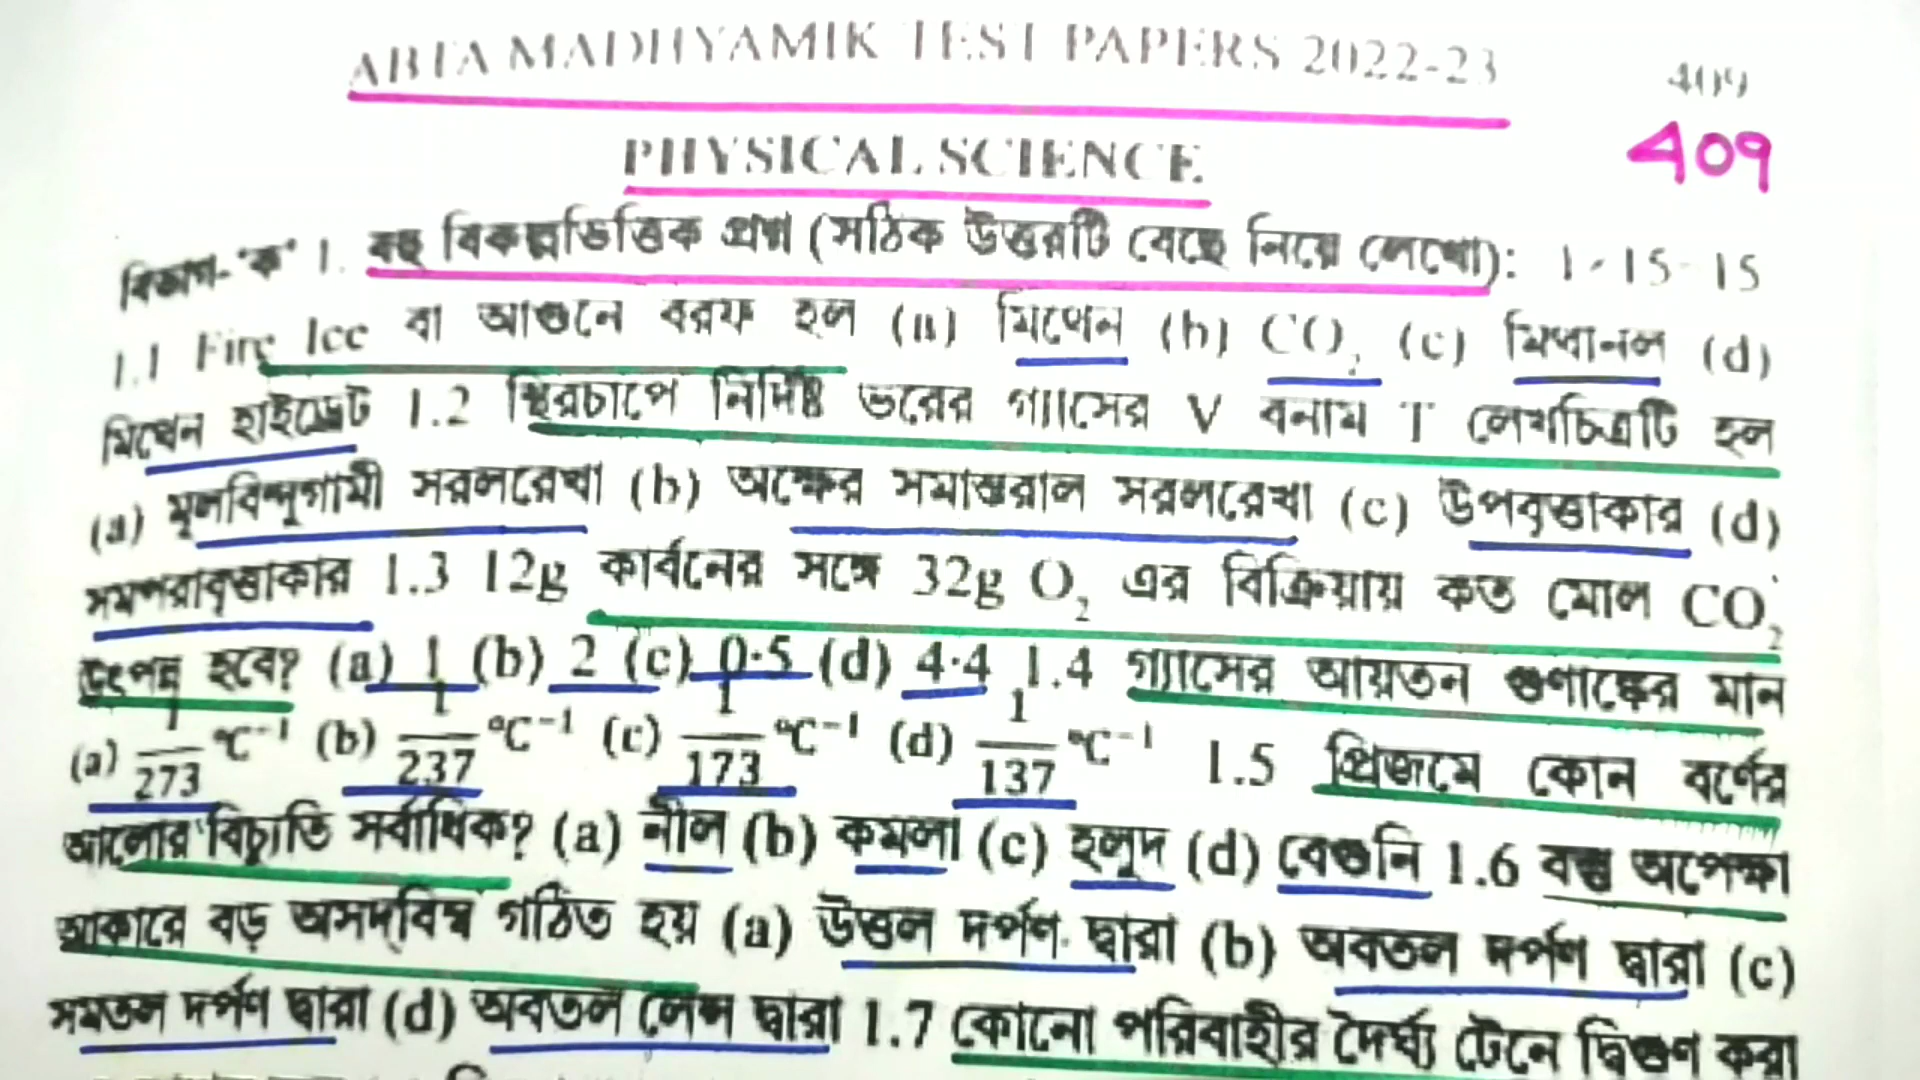 ABTA MADHYAMIK TEST PAPERS 2022-23 409
409
PHYSICAL SCIENCE
বিভাগ-'ক' 1. বহু বিকল্পভিত্তিক প্রশ্ন (সঠিক উত্তরটি বেছে নিয়ে লেখো): 1×15=15
1.1 Fire Ice বা আগুনে বরফ হল (a) মিথেন (b) CO₂ (c) মিথানল (d)
মিথেন হাইড্রেট 1.2 স্থিরচাপে নির্দিষ্ট ভরের গ্যাসের V বনাম T লেখচিত্রটি হল
(a) মূলবিন্দুগামী সরলরেখা (b) অক্ষের সমান্তরাল সরলরেখা (c) উপবৃত্তাকার (d)
সমপরাবৃত্তাকার 1.3 12g কার্বনের সঙ্গে 32g O₂ এর বিক্রিয়ায় কত মোল CO₂
উৎপন্ন হবে? (a) 1 (b) 2 (c) 0·5 (d) 4·4 1.4 গ্যাসের আয়তন গুণাঙ্কের মান
(a) 1/273 °C⁻¹ (b) 1/237 °C⁻¹ (c) 1/173 °C⁻¹ (d) 1/137 °C⁻¹ 1.5 প্রিজমে কোন বর্ণের
আলোর বিচ্যুতি সর্বাধিক? (a) নীল (b) কমলা (c) হলুদ (d) বেগুনি 1.6 বস্তু অপেক্ষা
আকারে বড় অসদ্‌বিম্ব গঠিত হয় (a) উত্তল দর্পণ দ্বারা (b) অবতল দর্পণ দ্বারা (c)
সমতল দর্পণ দ্বারা (d) অবতল লেন্স দ্বারা 1.7 কোনো পরিবাহীর দৈর্ঘ্য টেনে দ্বিগুণ করা